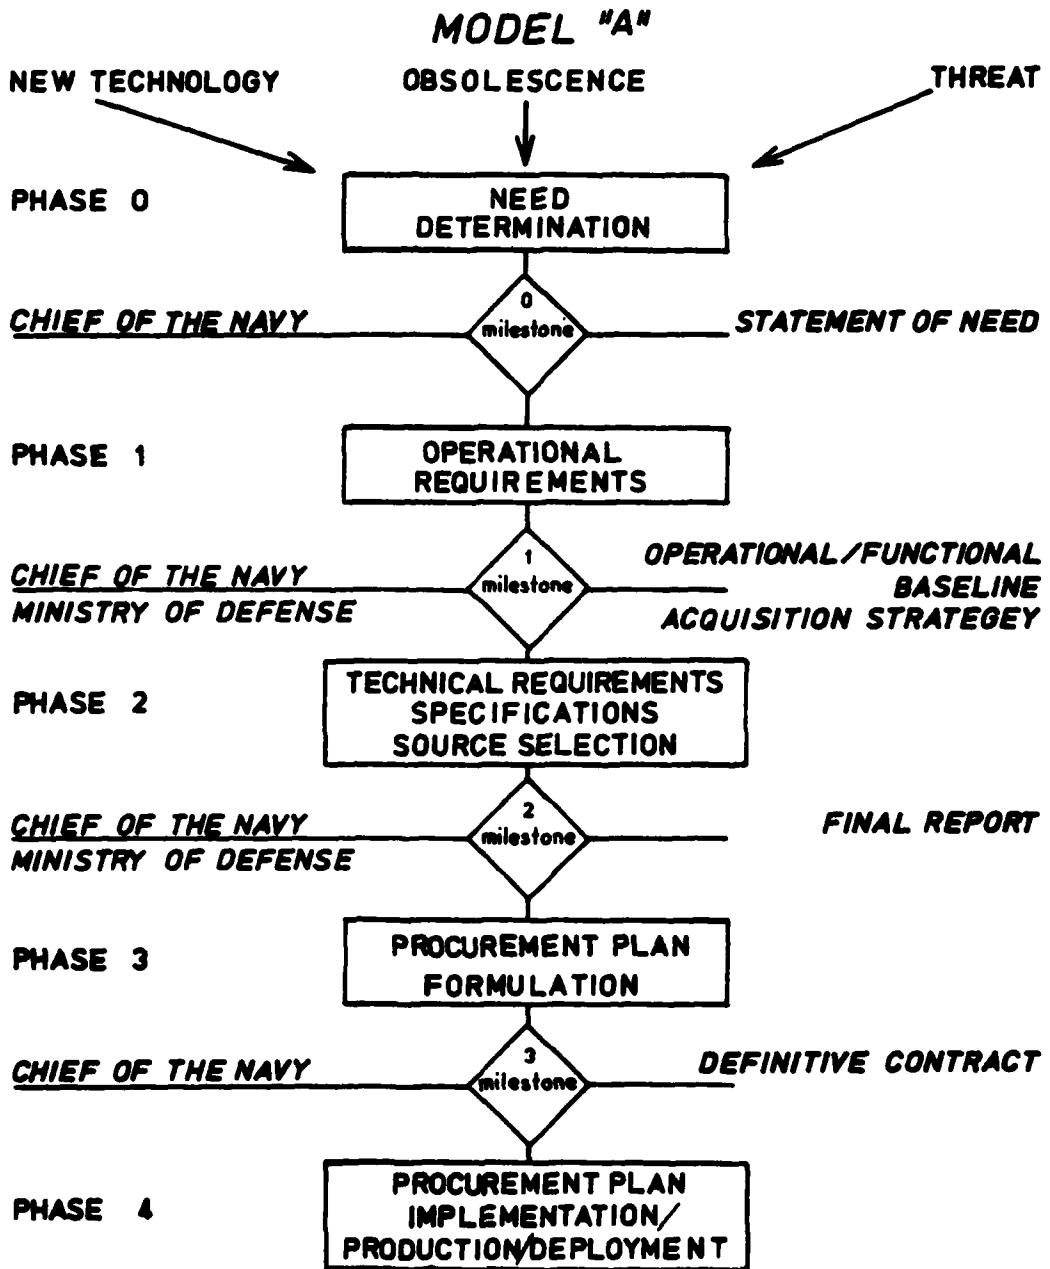 MODEL "A"
NEW TECHNOLOGY
OBSOLESCENCE
THREAT
PHASE 0
NEED
DETERMINATION
CHIEF OF THE NAVY
0
milestone
STATEMENT OF NEED
PHASE 1
OPERATIONAL
REQUIREMENTS
CHIEF OF THE NAVY
MINISTRY OF DEFENSE
1
milestone
OPERATIONAL/FUNCTIONAL
BASELINE
ACQUISITION STRATEGEY
PHASE 2
TECHNICAL REQUIREMENTS
SPECIFICATIONS
SOURCE SELECTION
CHIEF OF THE NAVY
MINISTRY OF DEFENSE
2
milestone
FINAL REPORT
PHASE 3
PROCUREMENT PLAN
FORMULATION
CHIEF OF THE NAVY
3
milestone
DEFINITIVE CONTRACT
PHASE 4
PROCUREMENT PLAN
IMPLEMENTATION/
PRODUCTION/DEPLOYMENT